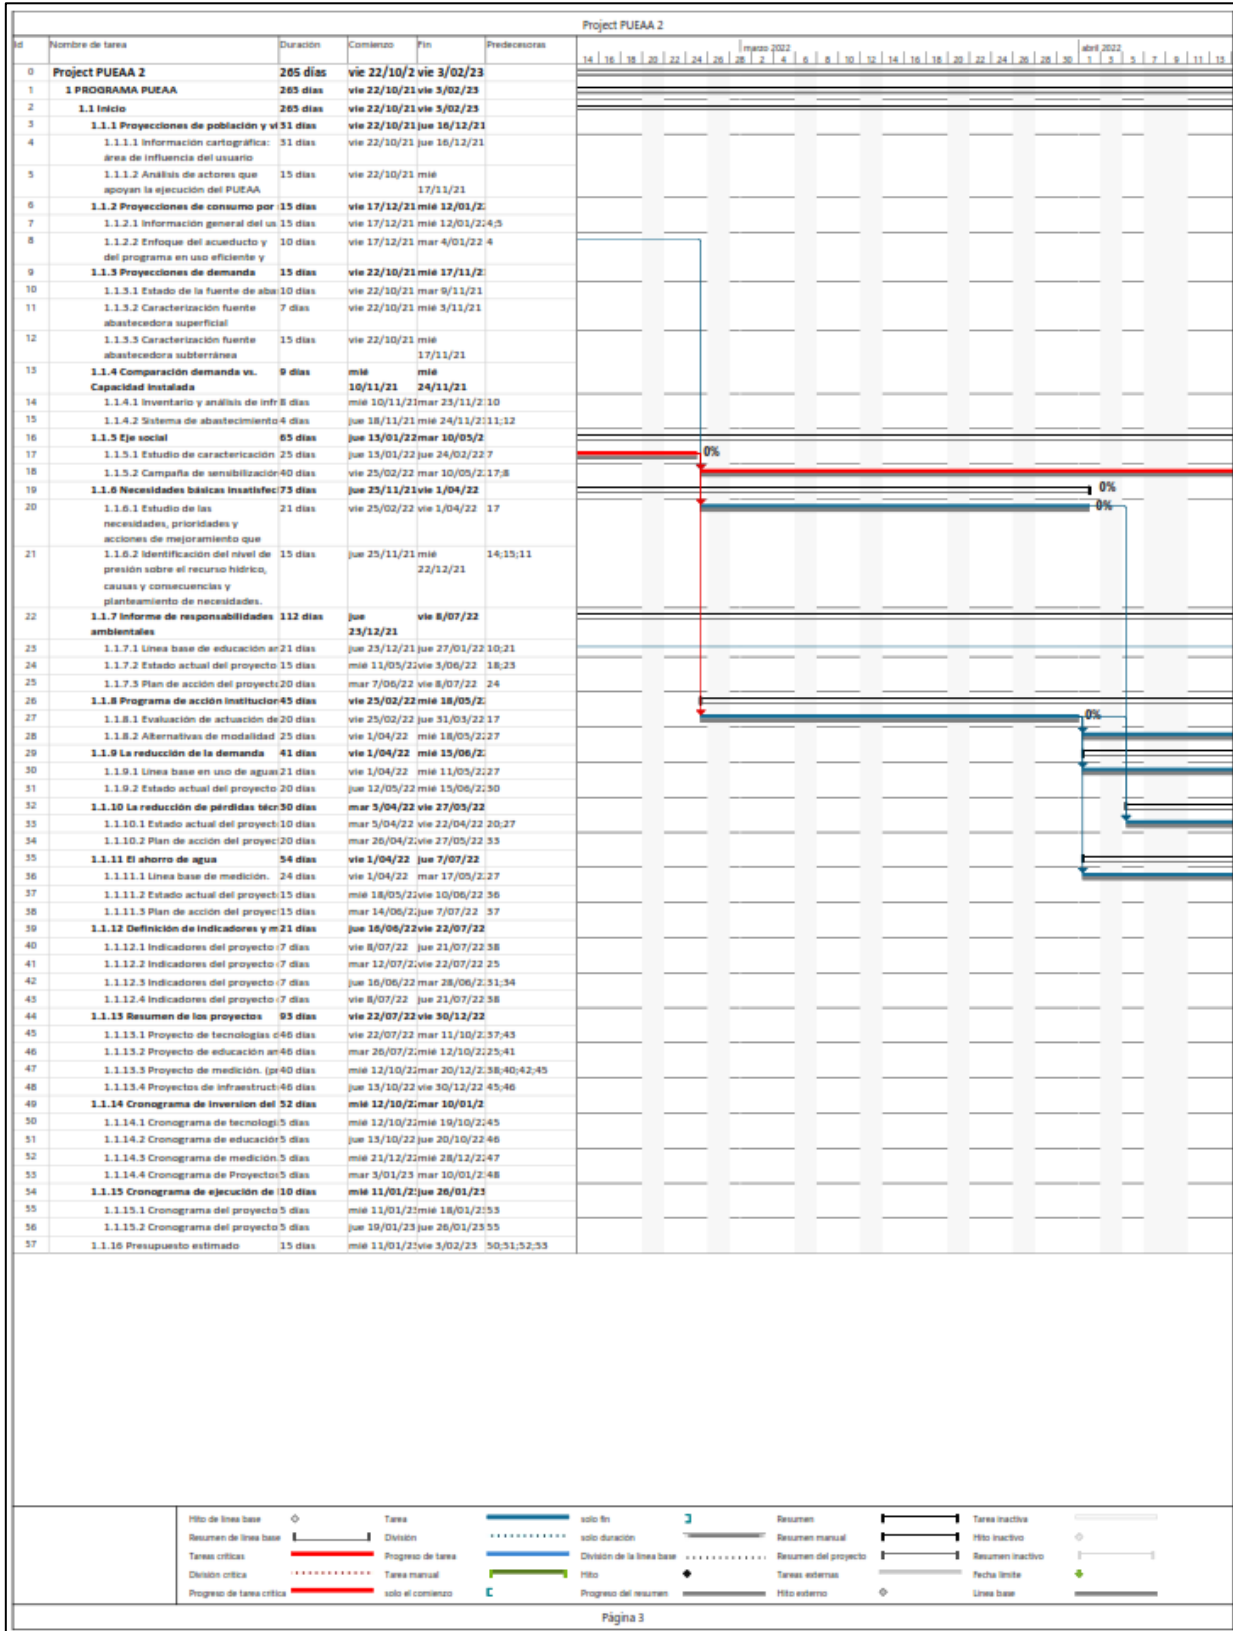 Project PUEAA 2
Id Nombre de tarea Duración Comienzo Fin Predecesoras
marzo 2022 abril 2022
14 16 18 20 22 24 26 28 2 4 6 8 10 12 14 16 18 20 22 24 26 28 30 1 3 5 7 9 11 13
0 Project PUEAA 2 265 días vie 22/10/2 vie 3/02/23
1 1 PROGRAMA PUEAA 265 días vie 22/10/21 vie 3/02/23
2 1.1 Inicio 265 días vie 22/10/21 vie 3/02/23
3 1.1.1 Proyecciones de población y vi 31 días vie 22/10/21 jue 16/12/21
4 1.1.1.1 Información cartográfica: 31 días vie 22/10/21 jue 16/12/21
área de influencia del usuario
5 1.1.1.2 Análisis de actores que 15 días vie 22/10/21 mié
apoyan la ejecución del PUEAA 17/11/21
6 1.1.2 Proyecciones de consumo por 15 días vie 17/12/21 mié 12/01/2
7 1.1.2.1 Información general del us 15 días vie 17/12/21 mié 12/01/22 4;5
8 1.1.2.2 Enfoque del acueducto y 10 días vie 17/12/21 mar 4/01/22 4
del programa en uso eficiente y
9 1.1.3 Proyecciones de demanda 15 días vie 22/10/21 mié 17/11/2
10 1.1.3.1 Estado de la fuente de aba 10 días vie 22/10/21 mar 9/11/21
11 1.1.3.2 Caracterización fuente 7 días vie 22/10/21 mié 3/11/21
abastecedora superficial
12 1.1.3.3 Caracterización fuente 15 días vie 22/10/21 mié
abastecedora subterránea 17/11/21
13 1.1.4 Comparación demanda vs. 9 días mié mié
Capacidad instalada 10/11/21 24/11/21
14 1.1.4.1 Inventario y análisis de infr 8 días mié 10/11/21 mar 23/11/2 10
15 1.1.4.2 Sistema de abastecimiento 4 días jue 18/11/21 mié 24/11/21 11;12
16 1.1.5 Eje social 65 días jue 13/01/22 mar 10/05/2
17 1.1.5.1 Estudio de caractericación 25 días jue 13/01/22 jue 24/02/22 7 0%
18 1.1.5.2 Campaña de sensibilización 40 días vie 25/02/22 mar 10/05/2 17;8
19 1.1.6 Necesidades básicas insatisfec 73 días jue 25/11/21 vie 1/04/22 0%
20 1.1.6.1 Estudio de las 21 días vie 25/02/22 vie 1/04/22 17 0%
necesidades, prioridades y
acciones de mejoramiento que
21 1.1.6.2 Identificación del nivel de 15 días jue 25/11/21 mié 14;15;11
presión sobre el recurso hídrico, 22/12/21
causas y consecuencias y
planteamiento de necesidades.
22 1.1.7 Informe de responsabilidades 112 días jue vie 8/07/22
ambientales 23/12/21
23 1.1.7.1 Línea base de educación an 21 días jue 23/12/21 jue 27/01/22 10;21
24 1.1.7.2 Estado actual del proyecto 15 días mié 11/05/22 vie 3/06/22 18;23
25 1.1.7.3 Plan de acción del proyect 20 días mar 7/06/22 vie 8/07/22 24
26 1.1.8 Programa de acción institucion 45 días vie 25/02/22 mié 18/05/2
27 1.1.8.1 Evaluación de actuación de 20 días vie 25/02/22 jue 31/03/22 17 0%
28 1.1.8.2 Alternativas de modalidad 25 días vie 1/04/22 mié 18/05/22 27
29 1.1.9 La reducción de la demanda 41 días vie 1/04/22 mié 15/06/2
30 1.1.9.1 Línea base en uso de aguas 21 días vie 1/04/22 mié 11/05/22 27
31 1.1.9.2 Estado actual del proyecto 20 días jue 12/05/22 mié 15/06/22 30
32 1.1.10 La reducción de pérdidas técn 30 días mar 5/04/22 vie 27/05/22
33 1.1.10.1 Estado actual del proyect 10 días mar 5/04/22 vie 22/04/22 20;27
34 1.1.10.2 Plan de acción del proyec 20 días mar 26/04/22 vie 27/05/22 33
35 1.1.11 El ahorro de agua 54 días vie 1/04/22 jue 7/07/22
36 1.1.11.1 Línea base de medición. 24 días vie 1/04/22 mar 17/05/2 27
37 1.1.11.2 Estado actual del proyect 15 días mié 18/05/22 vie 10/06/22 36
38 1.1.11.3 Plan de acción del proyec 15 días mar 14/06/22 jue 7/07/22 37
39 1.1.12 Definición de indicadores y m 21 días jue 16/06/22 vie 22/07/22
40 1.1.12.1 Indicadores del proyecto 7 días vie 8/07/22 jue 21/07/22 38
41 1.1.12.2 Indicadores del proyecto 7 días mar 12/07/2 vie 22/07/22 25
42 1.1.12.3 Indicadores del proyecto 7 días jue 16/06/22 mar 28/06/2 31;34
43 1.1.12.4 Indicadores del proyecto 7 días vie 8/07/22 jue 21/07/22 38
44 1.1.13 Resumen de los proyectos 93 días vie 22/07/22 vie 30/12/22
45 1.1.13.1 Proyecto de tecnologías d 46 días vie 22/07/22 mar 11/10/2 37;43
46 1.1.13.2 Proyecto de educación am 46 días mar 26/07/2 mié 12/10/22 25;41
47 1.1.13.3 Proyecto de medición. (pr 40 días mié 12/10/22 mar 20/12/2 38;40;42;45
48 1.1.13.4 Proyectos de infraestruct 46 días jue 13/10/22 vie 30/12/22 45;46
49 1.1.14 Cronograma de inversion del 52 días mié 12/10/2 mar 10/01/2
50 1.1.14.1 Cronograma de tecnologí 5 días mié 12/10/22 mié 19/10/22 45
51 1.1.14.2 Cronograma de educación 5 días jue 13/10/22 jue 20/10/22 46
52 1.1.14.3 Cronograma de medición. 5 días mié 21/12/22 mié 28/12/22 47
53 1.1.14.4 Cronograma de Proyectos 5 días mar 3/01/23 mar 10/01/2 48
54 1.1.15 Cronograma de ejecución de 10 días mié 11/01/2 jue 26/01/23
55 1.1.15.1 Cronograma del proyecto 5 días mié 11/01/23 mié 18/01/23 53
56 1.1.15.2 Cronograma del proyecto 5 días jue 19/01/23 jue 26/01/23 55
57 1.1.16 Presupuesto estimado 15 días mié 11/01/23 vie 3/02/23 50;51;52;53
Hito de línea base Tarea solo fin Resumen Tarea inactiva
Resumen de línea base División solo duración Resumen manual Hito inactivo
Tareas críticas Progreso de tarea División de la línea base Resumen del proyecto Resumen inactivo
División crítica Tarea manual Hito Tareas externas Fecha límite
Progreso de tarea crítica solo el comienzo Progreso del resumen Hito externo Línea base
Página 3